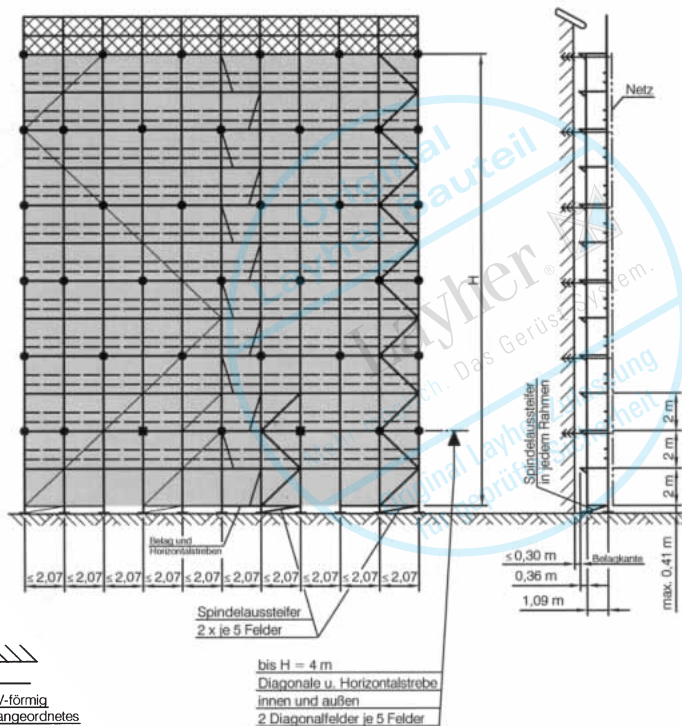 Netz
H
Original
Layher Bauteil
Layher®
Das Gerüst System.
Original Layher Zulassung
für geprüfte Sicherheit
Spindelaussteifer
in jedem Rahmen
2 m
2 m
2 m
max. 0,41 m
Belag und
Horizontalstreben
≤ 0,30 m
Belagkante
0,36 m
1,09 m
≤ 2,07 ≤ 2,07 ≤ 2,07 ≤ 2,07 ≤ 2,07 ≤ 2,07 ≤ 2,07 ≤ 2,07 ≤ 2,07 ≤ 2,07
Spindelaussteifer
2 x je 5 Felder
bis H = 4 m
Diagonale u. Horizontalstrebe
innen und außen
2 Diagonalfelder je 5 Felder
V-förmig
angeordnetes